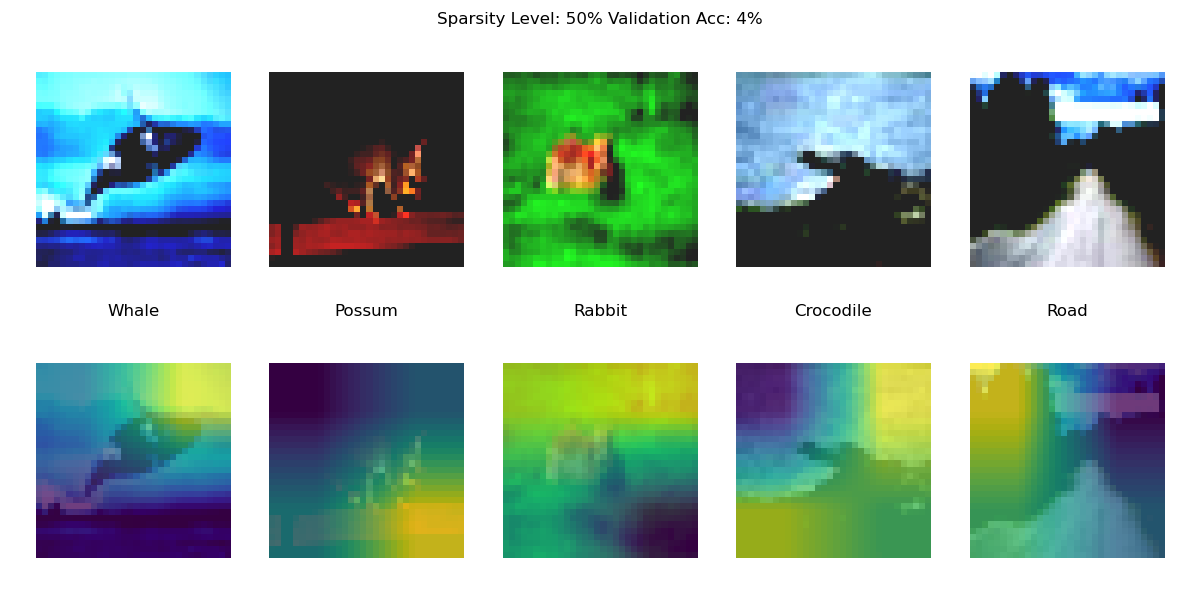 Sparsity Level: 50% Validation Acc: 4%
Whale
Possum
Rabbit
Crocodile
Road